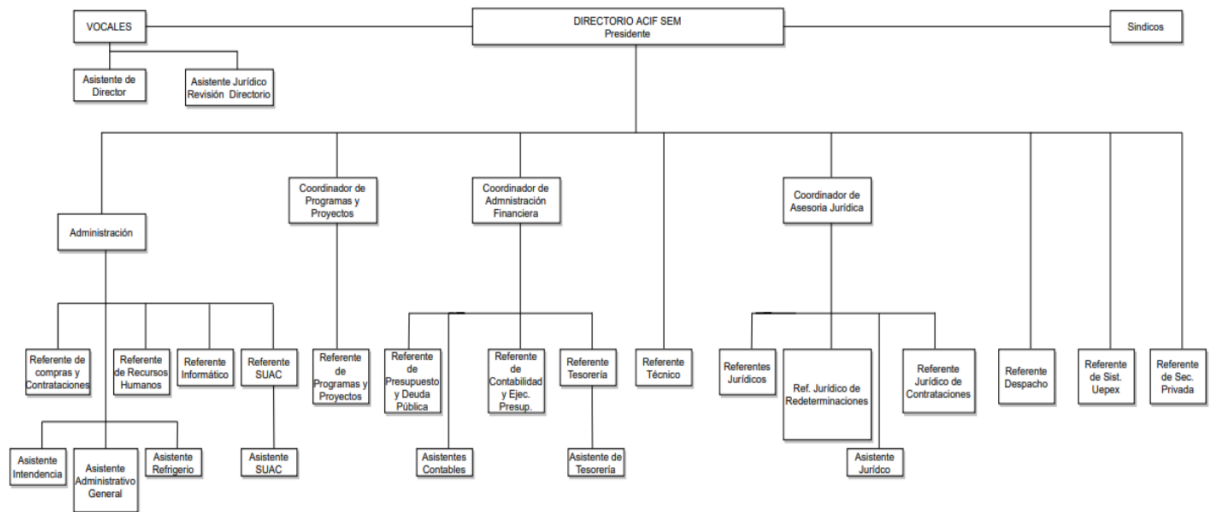 VOCALES
DIRECTORIO ACIF SEM
Presidente
Sindicos
Asistente de
Director
Asistente Jurídico
Revisión Directorio
Coordinador de
Programas y
Proyectos
Coordinador de
Admnistración
Financiera
Coordinador de
Asesoria Jurídica
Administración
Referente de
compras y
Contrataciones
Referente
de Recursos
Humanos
Referente
Informático
Referente
SUAC
Referente
de
Programas y
Proyectos
Referente
de
Presupuesto
y Deuda
Pública
Referente
de
Contabilidad
y Ejec.
Presup.
Referente
Tesorería
Referente
Técnico
Referentes
Jurídicos
Ref. Jurídico de
Redeterminaciones
Referente
Jurídico de
Contrataciones
Referente
Despacho
Referente
de Sist.
Uepex
Referente
de Sec.
Privada
Asistente
Intendencia
Asistente
Administrativo
General
Asistente
Refrigerio
Asistente
SUAC
Asistentes
Contables
Asistente de
Tesorería
Asistente
Jurídco